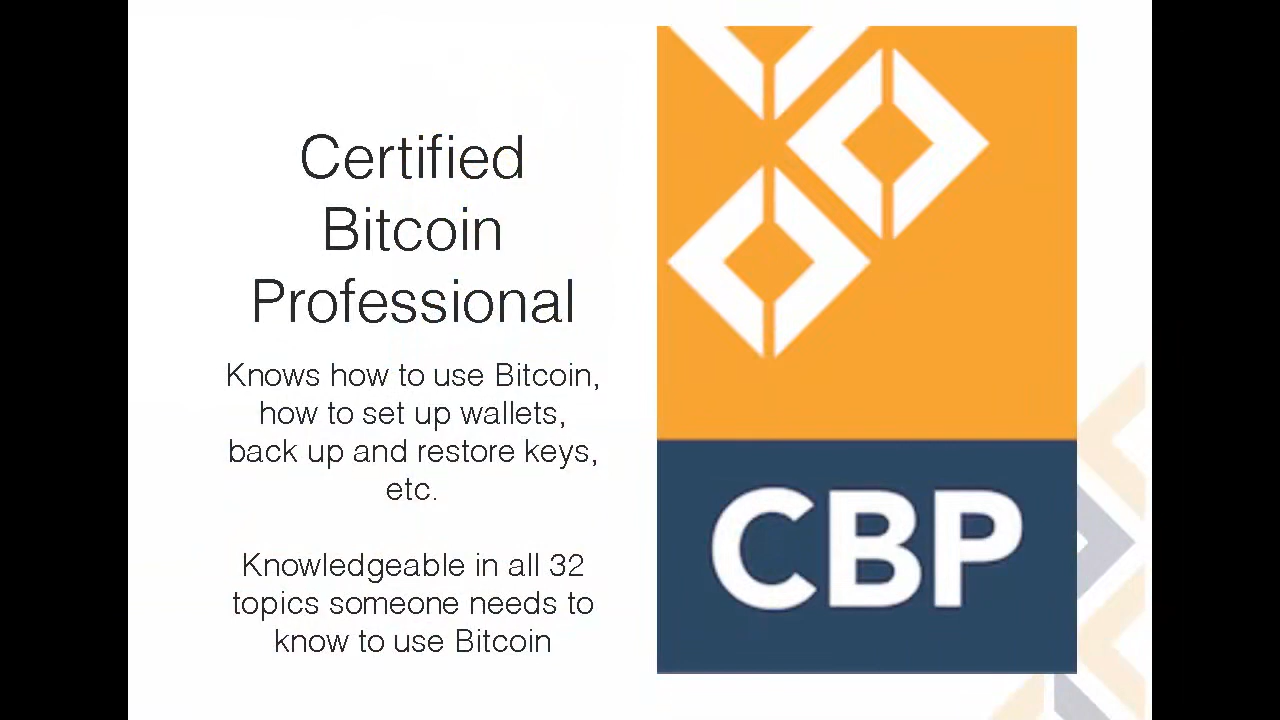 Certified
Bitcoin
Professional
Knows how to use Bitcoin,
how to set up wallets,
back up and restore keys,
etc.
Knowledgeable in all 32
topics someone needs to
know to use Bitcoin
CBP